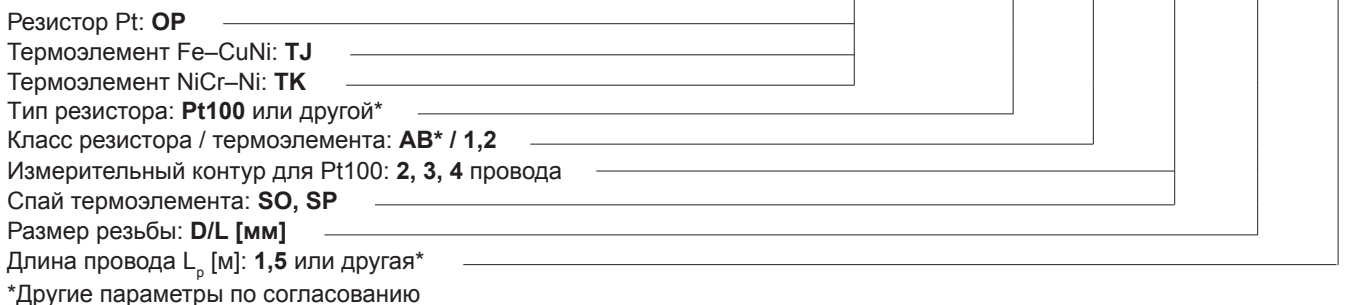 Резистор Pt: OP
Термоэлемент Fe–CuNi: TJ
Термоэлемент NiCr–Ni: TK
Тип резистора: Pt100 или другой*
Класс резистора / термоэлемента: AB* / 1,2
Измерительный контур для Pt100: 2, 3, 4 провода
Спай термоэлемента: SO, SP
Размер резьбы: D/L [мм]
Длина провода Lp [м]: 1,5 или другая*
*Другие параметры по согласованию